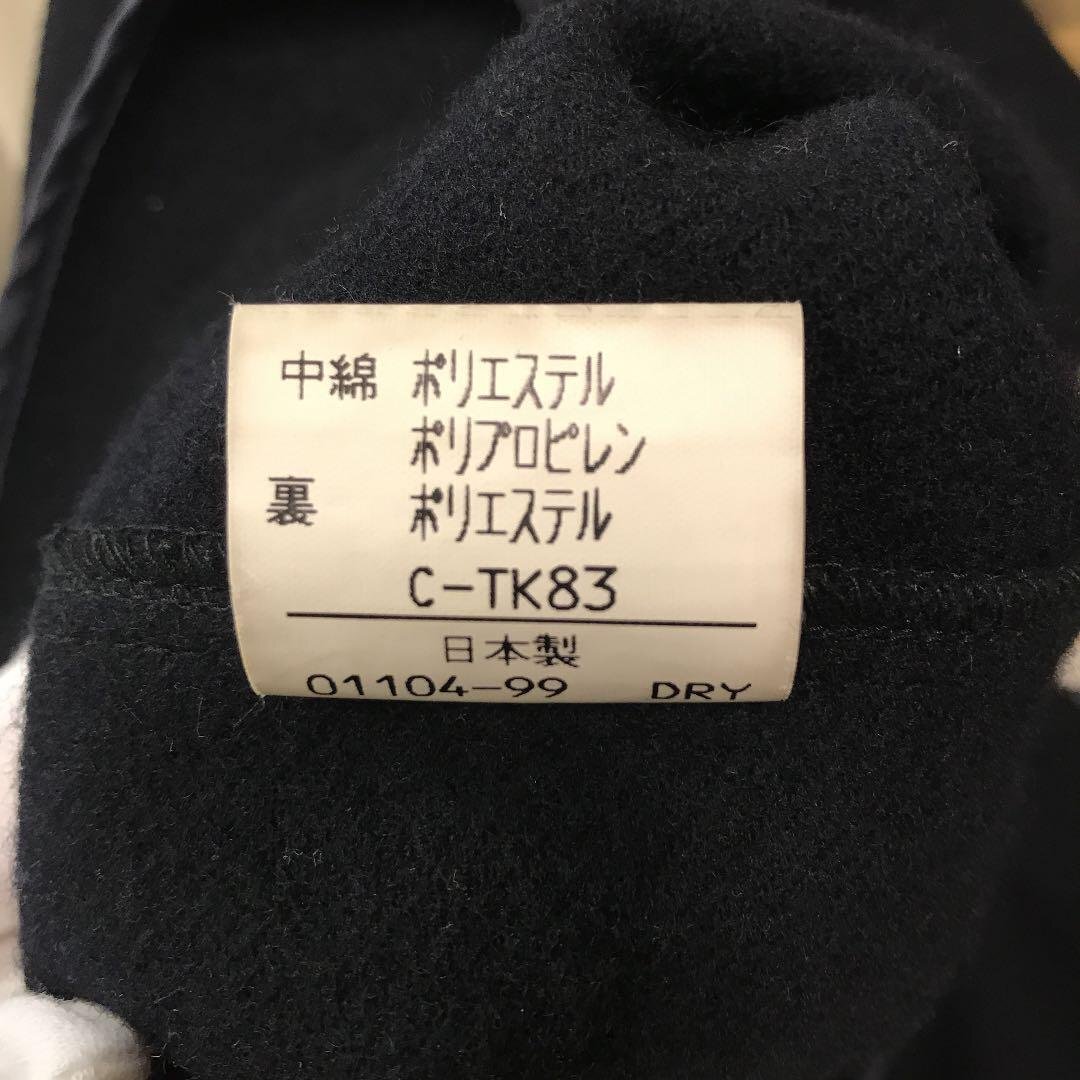 中綿 ポリエステル
ポリプロピレン
裏 ポリエステル
C-TK83
日本製
01104-99 DRY